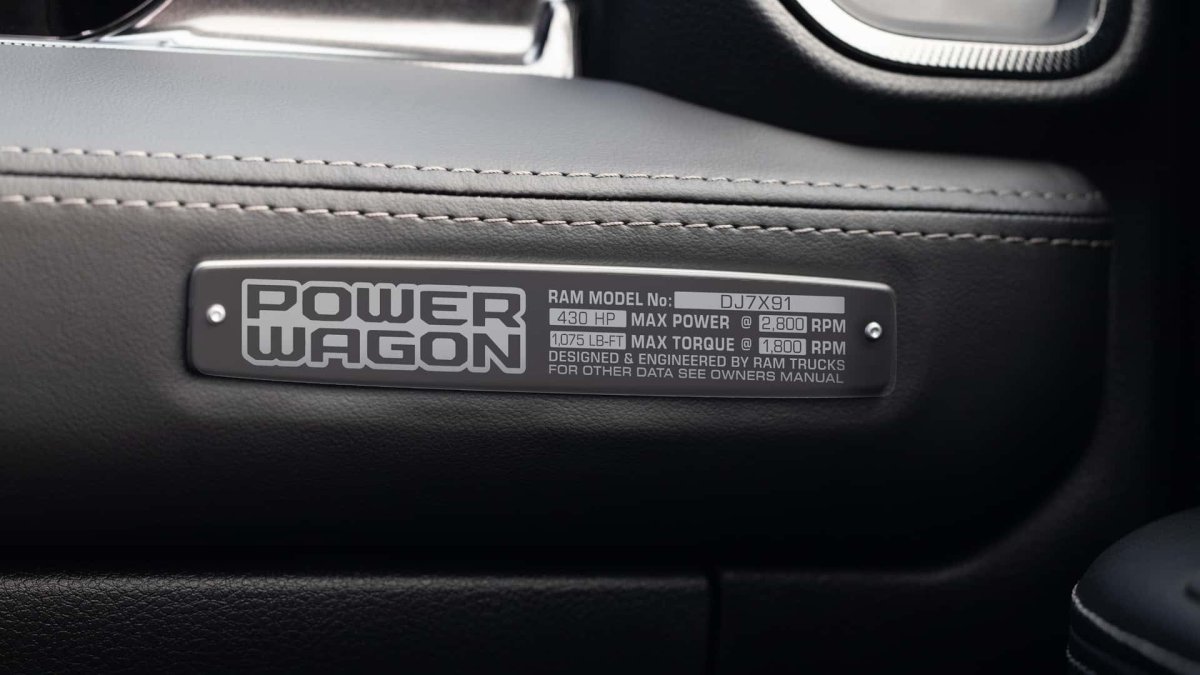 POWER
WAGON
RAM MODEL No: DJ7X91
430 HP MAX POWER @ 2,800 RPM
1,075 LB-FT MAX TORQUE @ 1,800 RPM
DESIGNED & ENGINEERED BY RAM TRUCKS
FOR OTHER DATA SEE OWNERS MANUAL